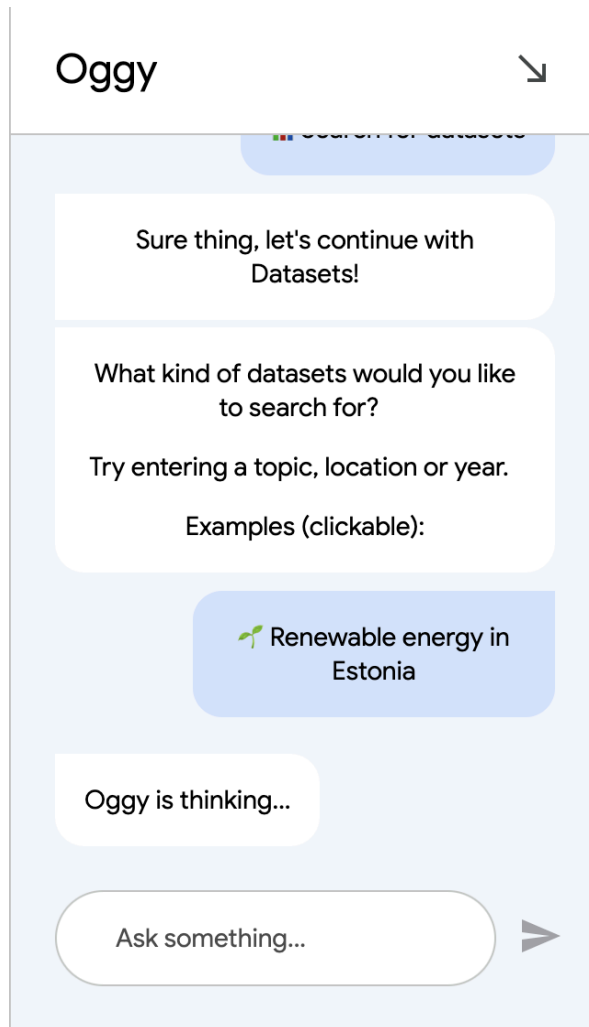 Oggy
Sure thing, let's continue with
Datasets!
What kind of datasets would you like
to search for?
Try entering a topic, location or year.
Examples (clickable):
🌱 Renewable energy in
Estonia
Oggy is thinking...
Ask something...